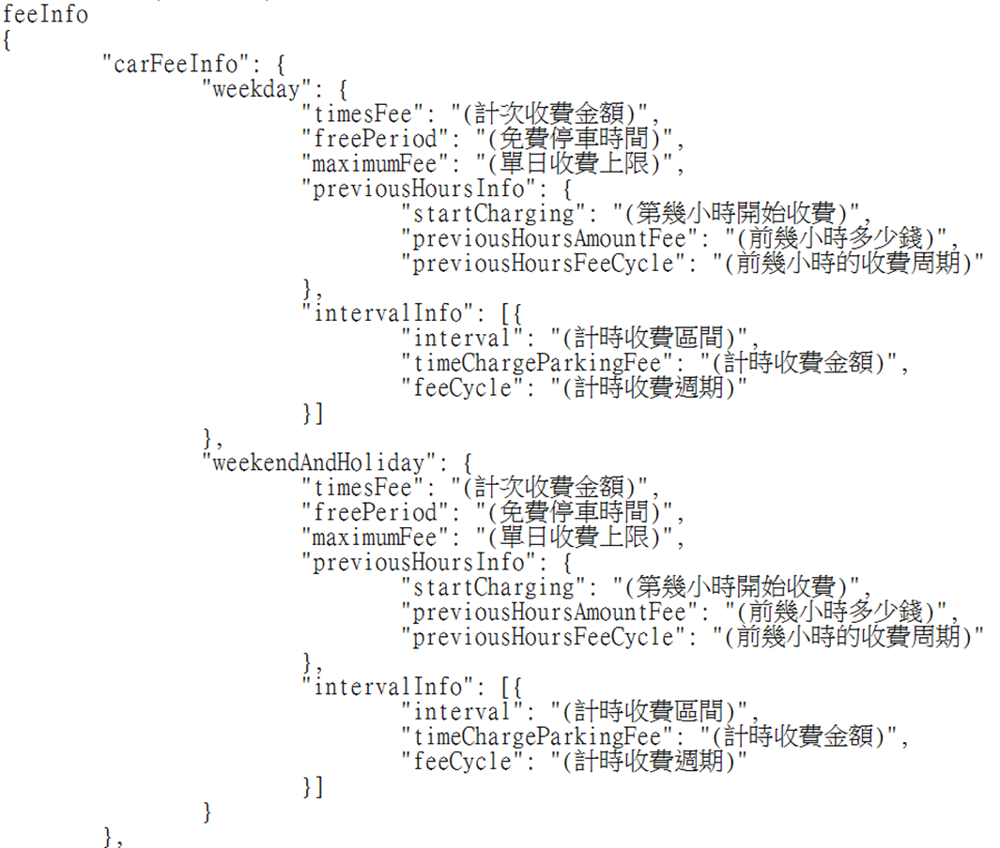 feeInfo
{
"carFeeInfo": {
"weekday": {
"timesFee": "(計次收費金額)",
"freePeriod": "(免費停車時間)",
"maximumFee": "(單日收費上限)",
"previousHoursInfo": {
"startCharging": "(第幾小時開始收費)",
"previousHoursAmountFee": "(前幾小時多少錢)",
"previousHoursFeeCycle": "(前幾小時的收費周期)"
},
"intervalInfo": [{
"interval": "(計時收費區間)",
"timeChargeParkingFee": "(計時收費金額)",
"feeCycle": "(計時收費週期)"
}]
},
"weekendAndHoliday": {
"timesFee": "(計次收費金額)",
"freePeriod": "(免費停車時間)",
"maximumFee": "(單日收費上限)",
"previousHoursInfo": {
"startCharging": "(第幾小時開始收費)",
"previousHoursAmountFee": "(前幾小時多少錢)",
"previousHoursFeeCycle": "(前幾小時的收費周期)"
},
"intervalInfo": [{
"interval": "(計時收費區間)",
"timeChargeParkingFee": "(計時收費金額)",
"feeCycle": "(計時收費週期)"
}]
}
},